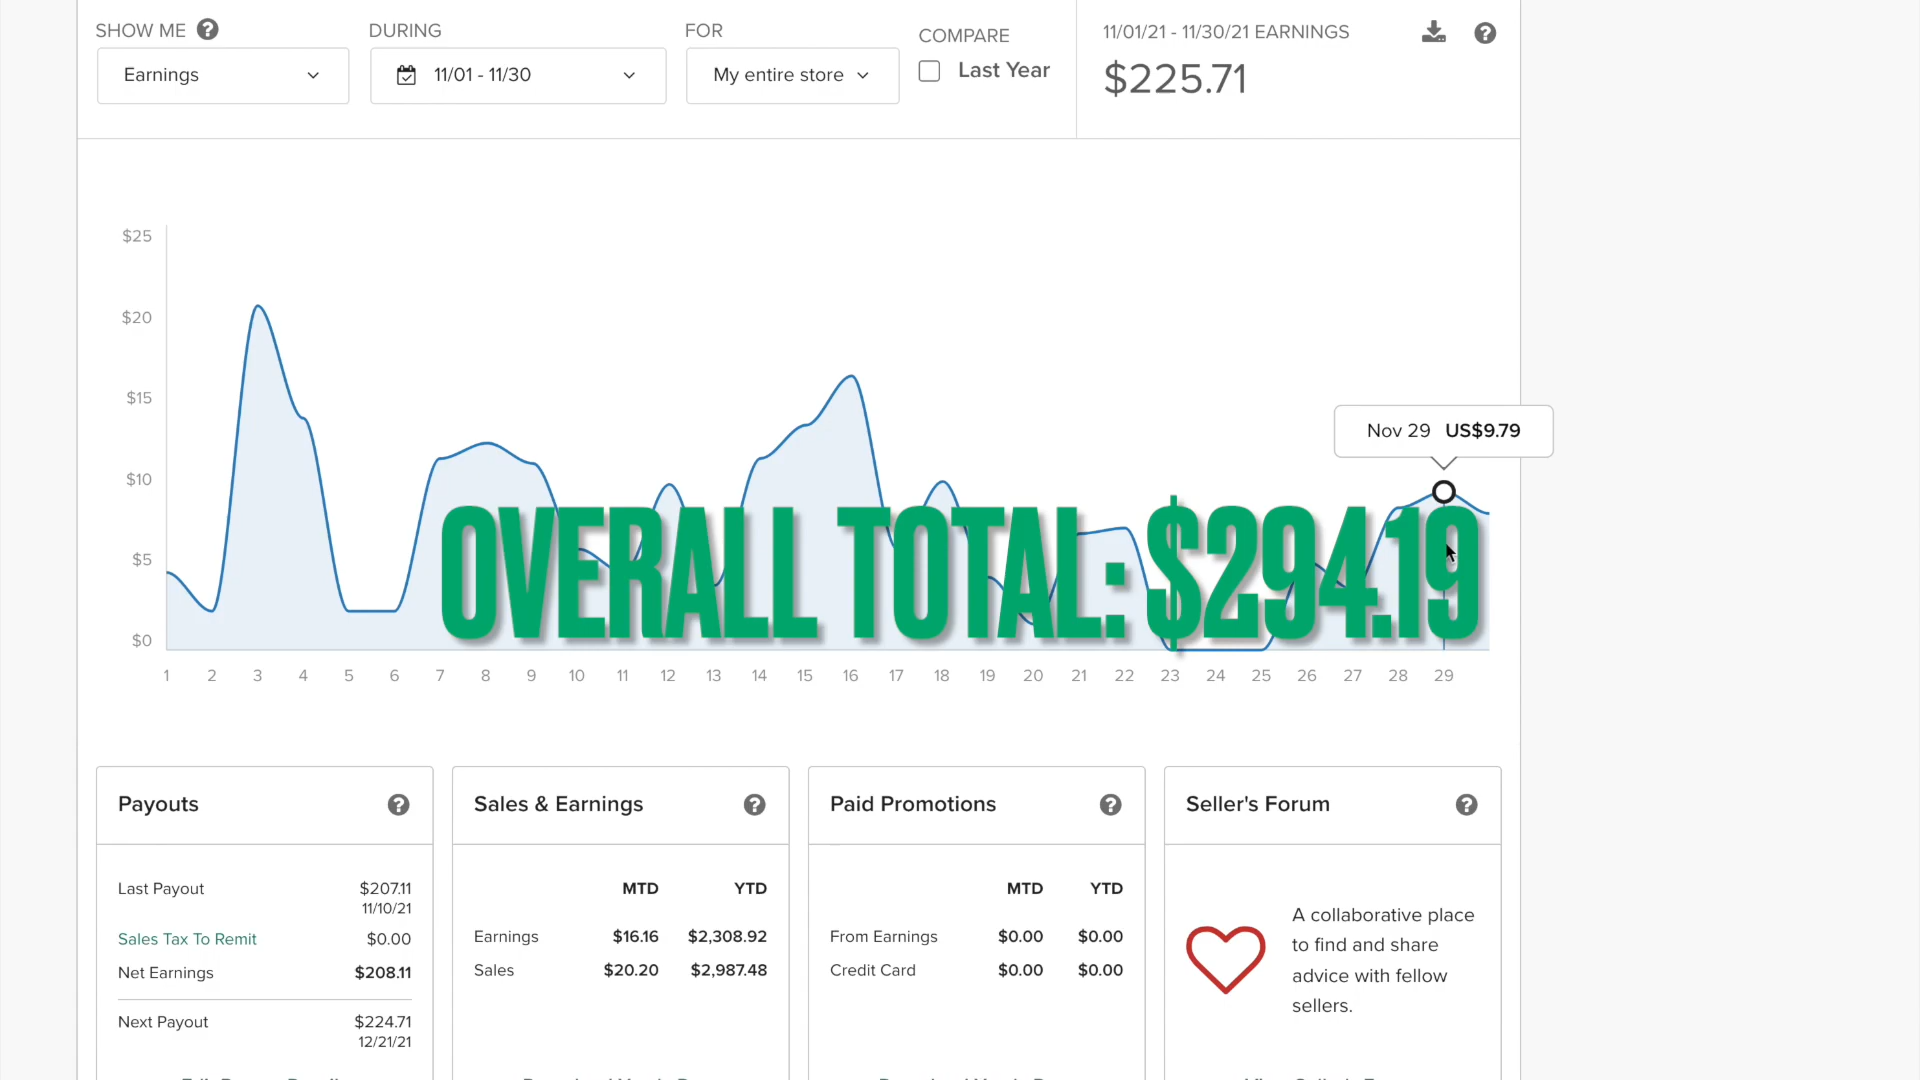 SHOW ME
DURING
FOR
COMPARE
11/01/21 - 11/30/21 EARNINGS
Earnings
11/01 - 11/30
My entire store
Last Year
$225.71
$25
$20
$15
$10
$5
$0
Nov 29 US$9.79
OVERALL TOTAL: $294.19
1 2 3 4 5 6 7 8 9 10 11 12 13 14 15 16 17 18 19 20 21 22 23 24 25 26 27 28 29
Payouts
Last Payout $207.11
11/10/21
Sales Tax To Remit $0.00
Net Earnings $208.11
Next Payout $224.71
12/21/21
Sales & Earnings
MTD YTD
Earnings $16.16 $2,308.92
Sales $20.20 $2,987.48
Paid Promotions
MTD YTD
From Earnings $0.00 $0.00
Credit Card $0.00 $0.00
Seller's Forum
A collaborative place
to find and share
advice with fellow
sellers.